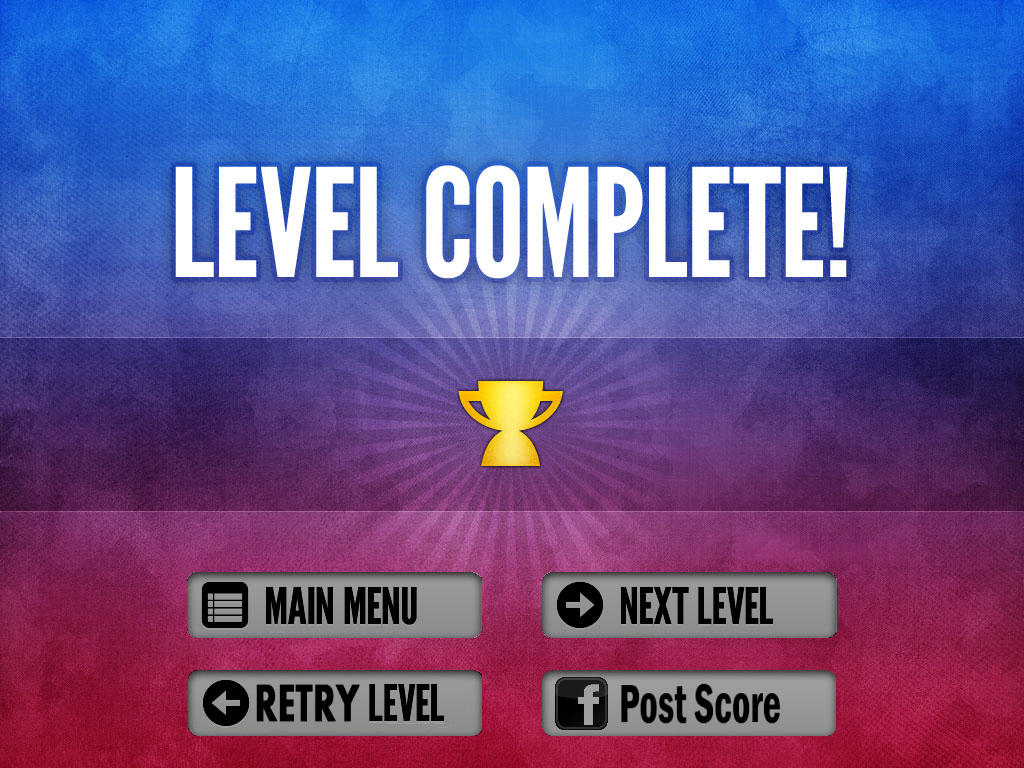 LEVEL COMPLETE!
MAIN MENU
NEXT LEVEL
RETRY LEVEL
Post Score